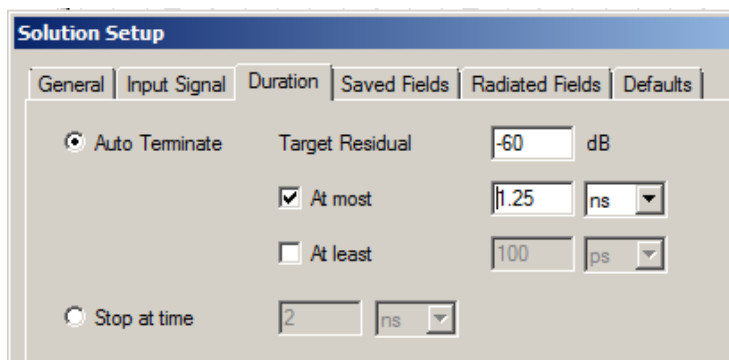 Solution Setup
General Input Signal Duration Saved Fields Radiated Fields Defaults
Auto Terminate Target Residual -60 dB
At most 1.25 ns
At least 100 ps
Stop at time 2 ns